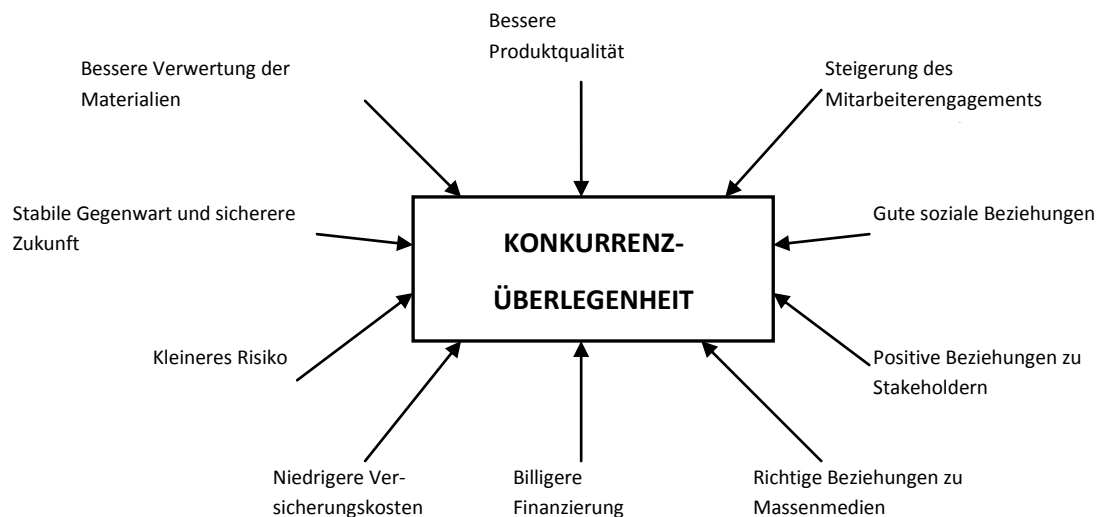 Bessere
Produktqualität
Bessere Verwertung der
Materialien
Steigerung des
Mitarbeiterengagements
Stabile Gegenwart und sicherere
Zukunft
Gute soziale Beziehungen
KONKURRENZ-
ÜBERLEGENHEIT
Kleineres Risiko
Positive Beziehungen zu
Stakeholdern
Niedrigere Ver-
sicherungskosten
Billigere
Finanzierung
Richtige Beziehungen zu
Massenmedien